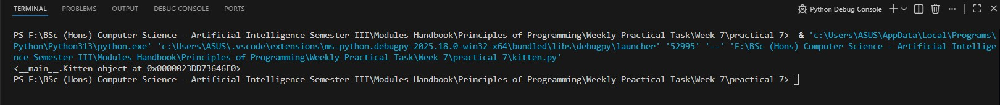 TERMINAL PROBLEMS OUTPUT DEBUG CONSOLE PORTS Python Debug Console
PS F:\BSc (Hons) Computer Science - Artificial Intelligence Semester III\Modules Handbook\Principles of Programming\Weekly Practical Task\Week 7\practical 7>  & 'c:\Users\ASUS\AppData\Local\Programs\
Python\Python313\python.exe' 'c:\Users\ASUS\.vscode\extensions\ms-python.debugpy-2025.18.0-win32-x64\bundled\libs\debugpy\launcher' '52995' '--' 'F:\BSc (Hons) Computer Science - Artificial Intellige
nce Semester III\Modules Handbook\Principles of Programming\Weekly Practical Task\Week 7\practical 7\kitten.py'
<__main__.Kitten object at 0x0000023DD73646E0>
PS F:\BSc (Hons) Computer Science - Artificial Intelligence Semester III\Modules Handbook\Principles of Programming\Weekly Practical Task\Week 7\practical 7>